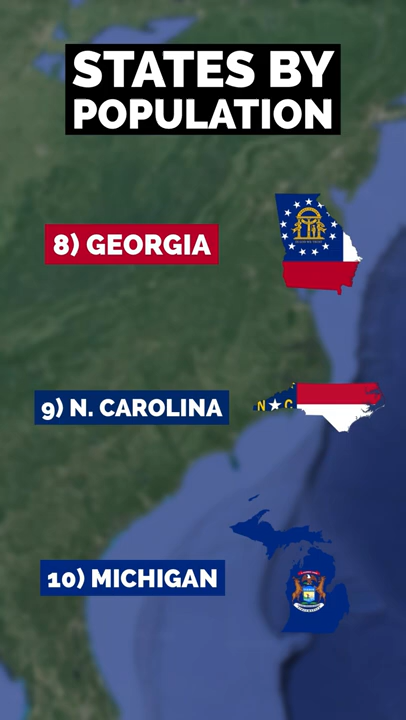 STATES BY
POPULATION
8) GEORGIA
9) N. CAROLINA
N C
10) MICHIGAN